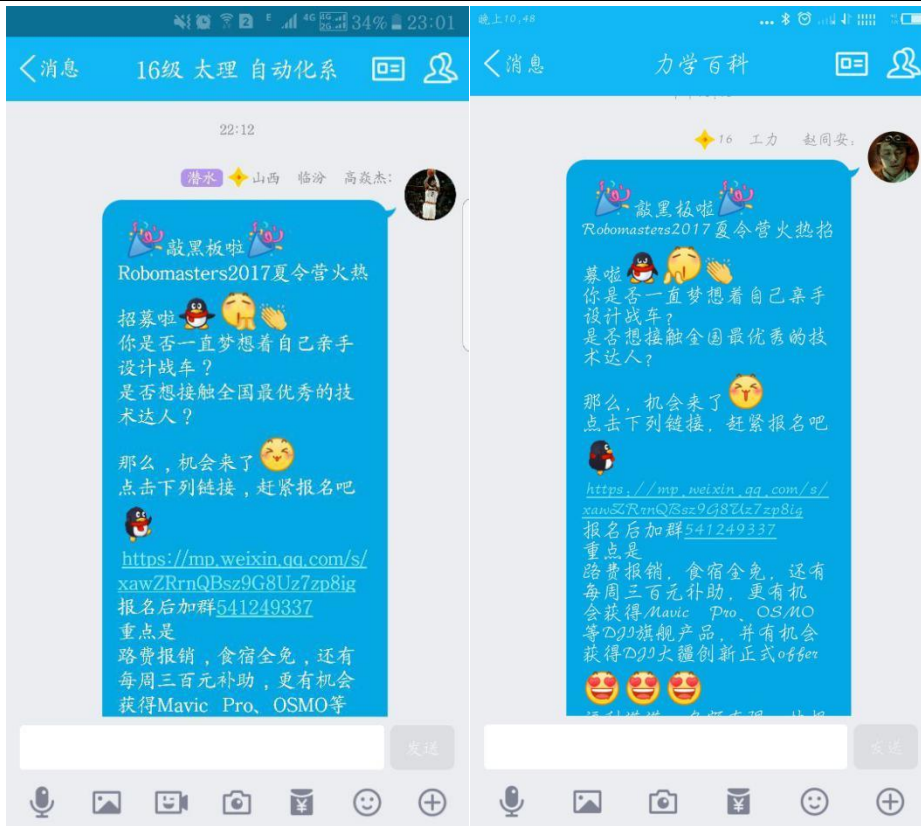 34% 23:01
消息 16级 太理 自动化系
22:12
潜水 山西 临汾 高焱杰:
敲黑板啦
Robomasters2017夏令营火热
招募啦
你是否一直梦想着自己亲手
设计战车？
是否想接触全国最优秀的技
术达人？
那么，机会来了
点击下列链接，赶紧报名吧
https://mp.weixin.qq.com/s/
xawZRrnQBsz9G8Uz7zp8ig
报名后加群541249337
重点是
路费报销，食宿全免，还有
每周三百元补助，更有机会
获得Mavic Pro、OSMO等
发送
晚上10.48
消息 力学百科
16 工力 赵同安:
敲黑板啦
Robomasters2017夏令营火热招
募啦
你是否一直梦想着自己亲手
设计战车?
是否想接触全国最优秀的技
术达人?
那么, 机会来了
点击下列链接, 赶紧报名吧
https://mp.weixin.qq.com/s/
xawZRrnQBsz9G8Uz7zp8ig
报名后加群541249337
重点是
路费报销, 食宿全免, 还有
每周三百元补助, 更有机
会获得Mavic Pro、OSMO
等DJI旗舰产品, 并有机会
获得DJI大疆创新正式offer
发送